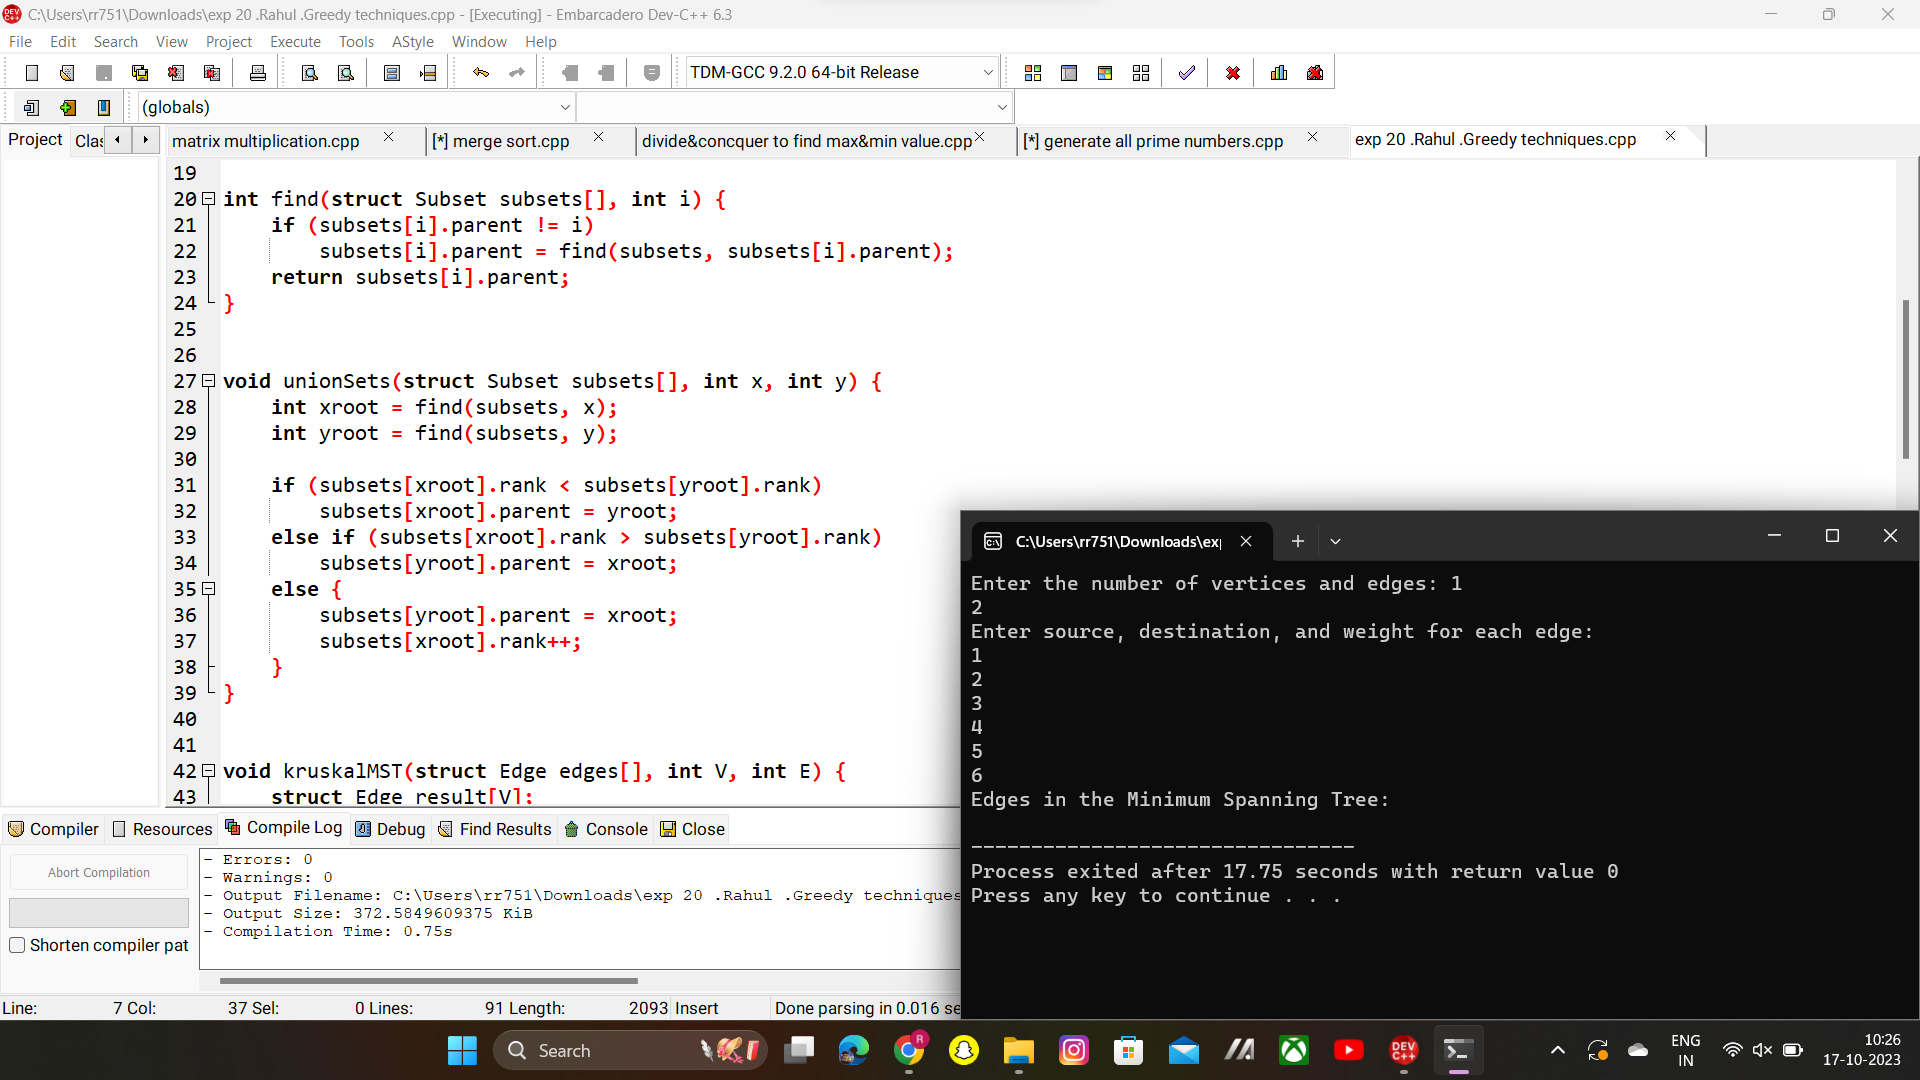 C:\Users\rr751\Downloads\exp 20 .Rahul .Greedy techniques.cpp - [Executing] - Embarcadero Dev-C++ 6.3
File Edit Search View Project Execute Tools AStyle Window Help
TDM-GCC 9.2.0 64-bit Release
(globals)
Project Clas matrix multiplication.cpp [*] merge sort.cpp divide&concquer to find max&min value.cpp [*] generate all prime numbers.cpp exp 20 .Rahul .Greedy techniques.cpp
19
20 int find(struct Subset subsets[], int i) {
21 if (subsets[i].parent != i)
22 subsets[i].parent = find(subsets, subsets[i].parent);
23 return subsets[i].parent;
24 }
25
26
27 void unionSets(struct Subset subsets[], int x, int y) {
28 int xroot = find(subsets, x);
29 int yroot = find(subsets, y);
30
31 if (subsets[xroot].rank < subsets[yroot].rank)
32 subsets[xroot].parent = yroot;
33 else if (subsets[xroot].rank > subsets[yroot].rank)
34 subsets[yroot].parent = xroot;
35 else {
36 subsets[yroot].parent = xroot;
37 subsets[xroot].rank++;
38 }
39 }
40
41
42 void kruskalMST(struct Edge edges[], int V, int E) {
43 struct Edge result[V];
Compiler Resources Compile Log Debug Find Results Console Close
Abort Compilation
Shorten compiler pat
- Errors: 0
- Warnings: 0
- Output Filename: C:\Users\rr751\Downloads\exp 20 .Rahul .Greedy techniques
- Output Size: 372.5849609375 KiB
- Compilation Time: 0.75s
Line: 7 Col: 37 Sel: 0 Lines: 91 Length: 2093 Insert Done parsing in 0.016 se
C:\Users\rr751\Downloads\exp
Enter the number of vertices and edges: 1
2
Enter source, destination, and weight for each edge:
1
2
3
4
5
6
Edges in the Minimum Spanning Tree:
--------------------------------
Process exited after 17.75 seconds with return value 0
Press any key to continue . . .
Search
R
DEV C++
ENG
IN
10:26
17-10-2023